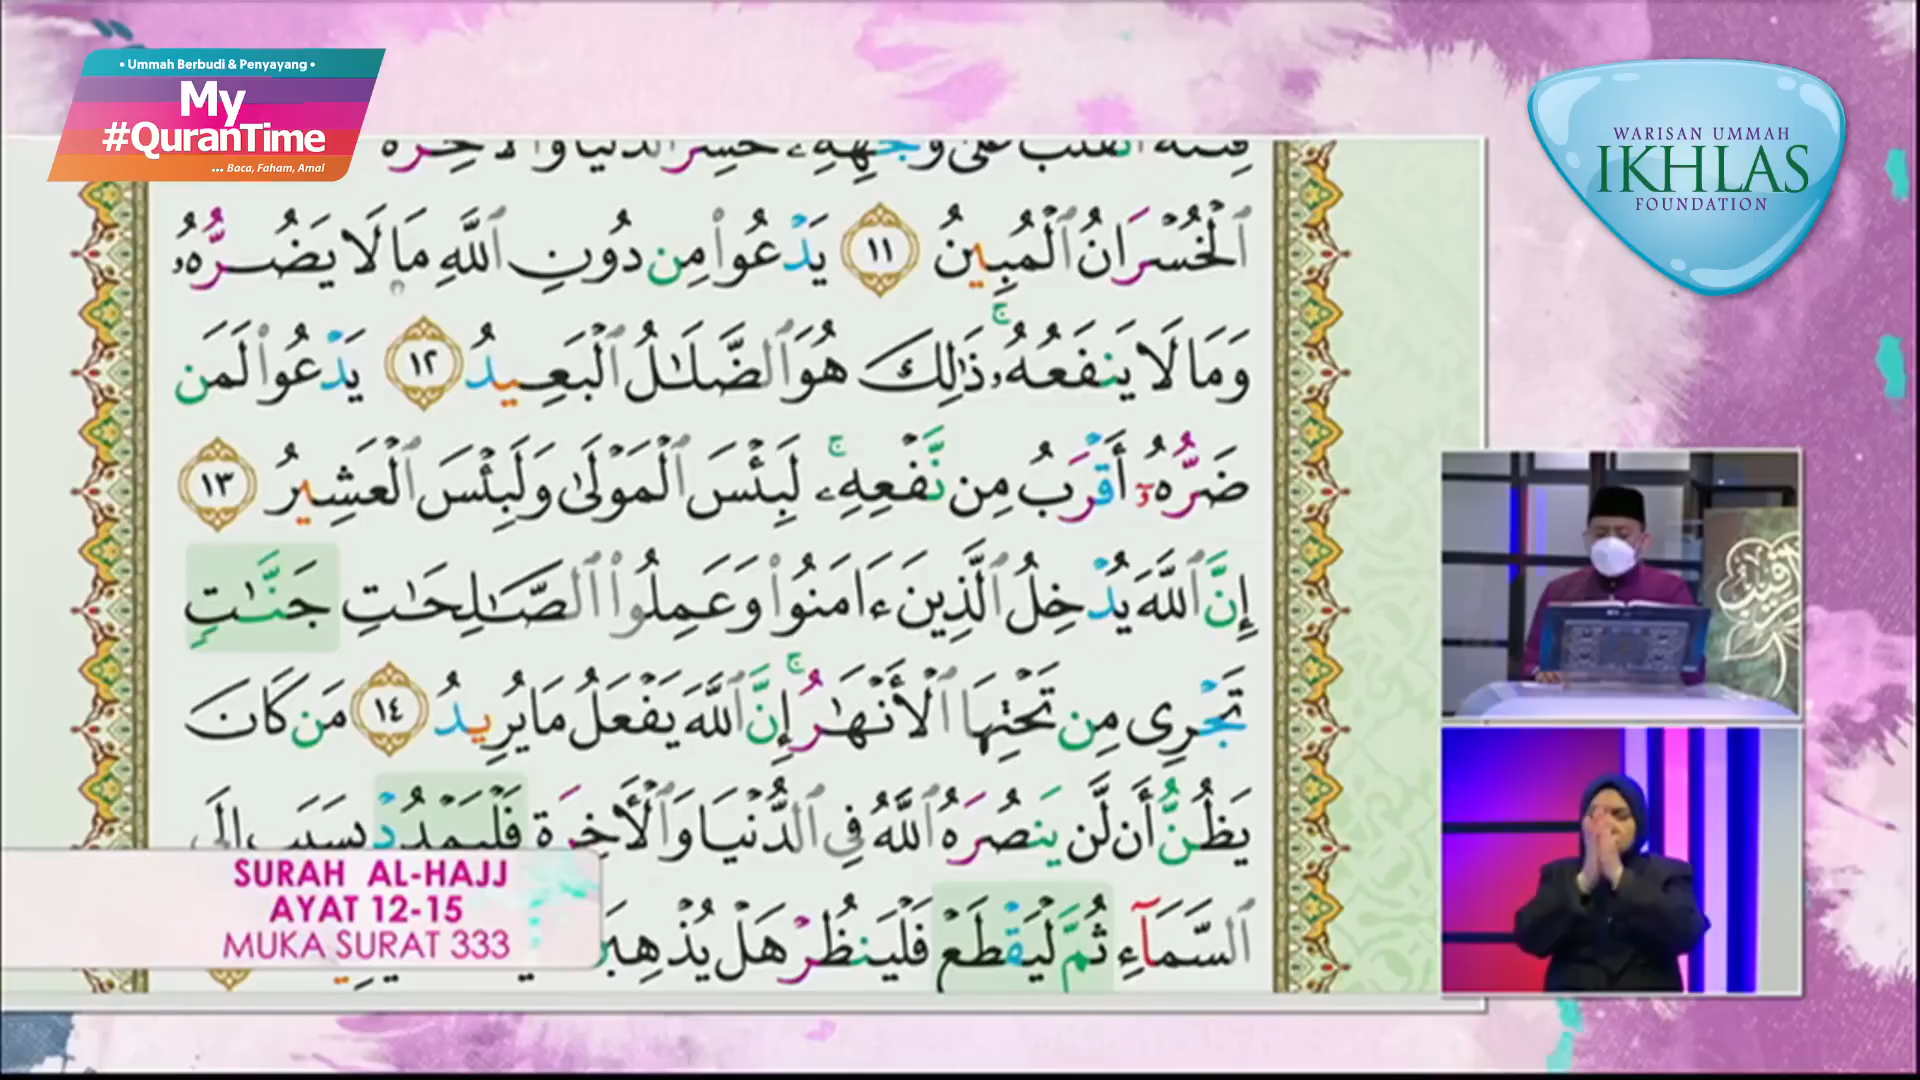 • Ummah Berbudi & Penyayang •
My
#QuranTime
... Baca, Faham, Amal
WARISAN UMMAH
IKHLAS
FOUNDATION
ٱلْخُسْرَانُ ٱلْمُبِينُ ١١ يَدْعُوا۟ مِن دُونِ ٱللَّهِ مَا لَا يَضُرُّهُۥ
وَمَا لَا يَنفَعُهُۥ ۚ ذَٰلِكَ هُوَ ٱلضَّلَٰلُ ٱلْبَعِيدُ ١٢ يَدْعُوا۟ لَمَن
ضَرُّهُۥٓ أَقْرَبُ مِن نَّفْعِهِۦ ۚ لَبِئْسَ ٱلْمَوْلَىٰ وَلَبِئْسَ ٱلْعَشِيرُ ١٣
إِنَّ ٱللَّهَ يُدْخِلُ ٱلَّذِينَ ءَامَنُوا۟ وَعَمِلُوا۟ ٱلصَّٰلِحَٰتِ جَنَّٰتٍ
تَجْرِى مِن تَحْتِهَا ٱلْأَنْهَٰرُ ۚ إِنَّ ٱللَّهَ يَفْعَلُ مَا يُرِيدُ ١٤ مَن كَانَ
يَظُنُّ أَن لَّن يَنصُرَهُ ٱللَّهُ فِى ٱلدُّنْيَا وَٱلْأَخِرَةِ فَلْيَمْدُدْ بِسَبَبٍ إِلَى
ٱلسَّمَآءِ ثُمَّ لْيَقْطَعْ فَلْيَنظُرْ هَلْ
SURAH AL-HAJJ
AYAT 12-15
MUKA SURAT 333